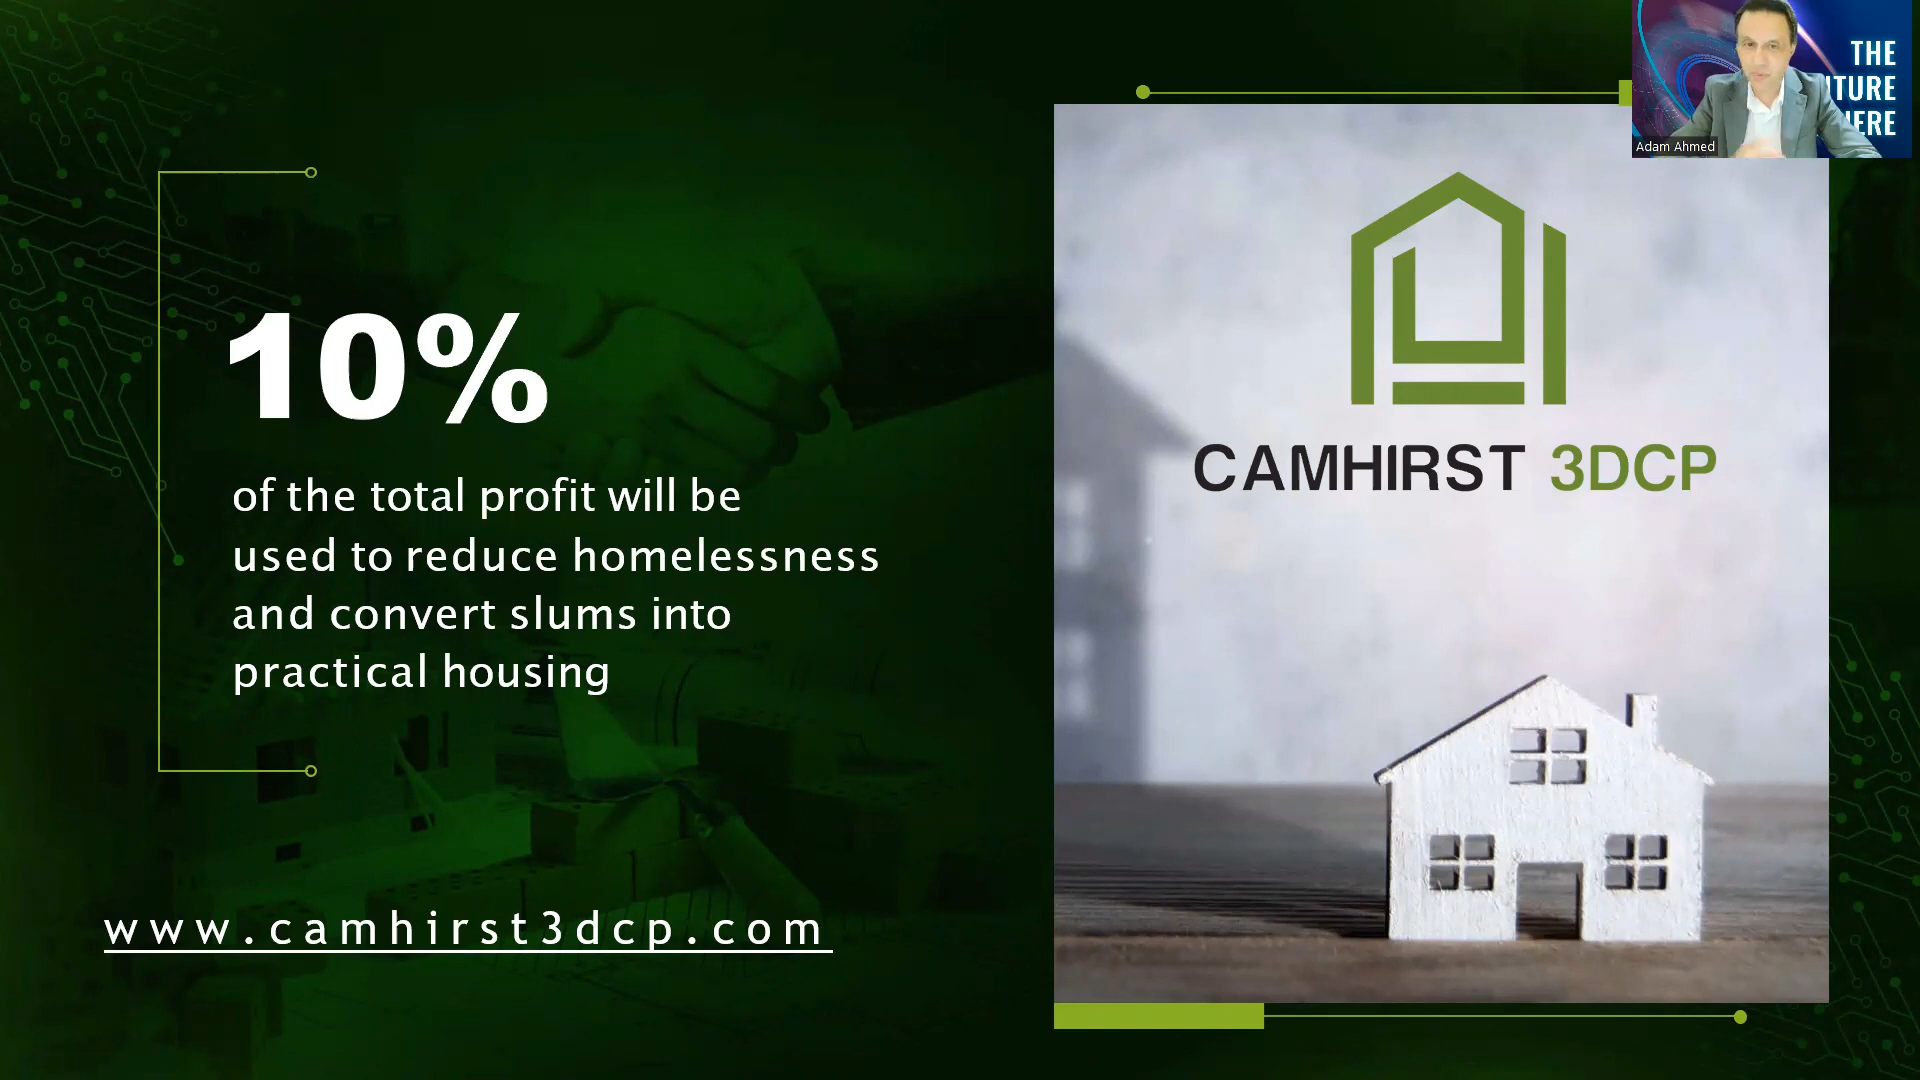 10%
of the total profit will be
used to reduce homelessness
and convert slums into
practical housing
www.camhirst3dcp.com
CAMHIRST 3DCP
THE
Adam Ahmed